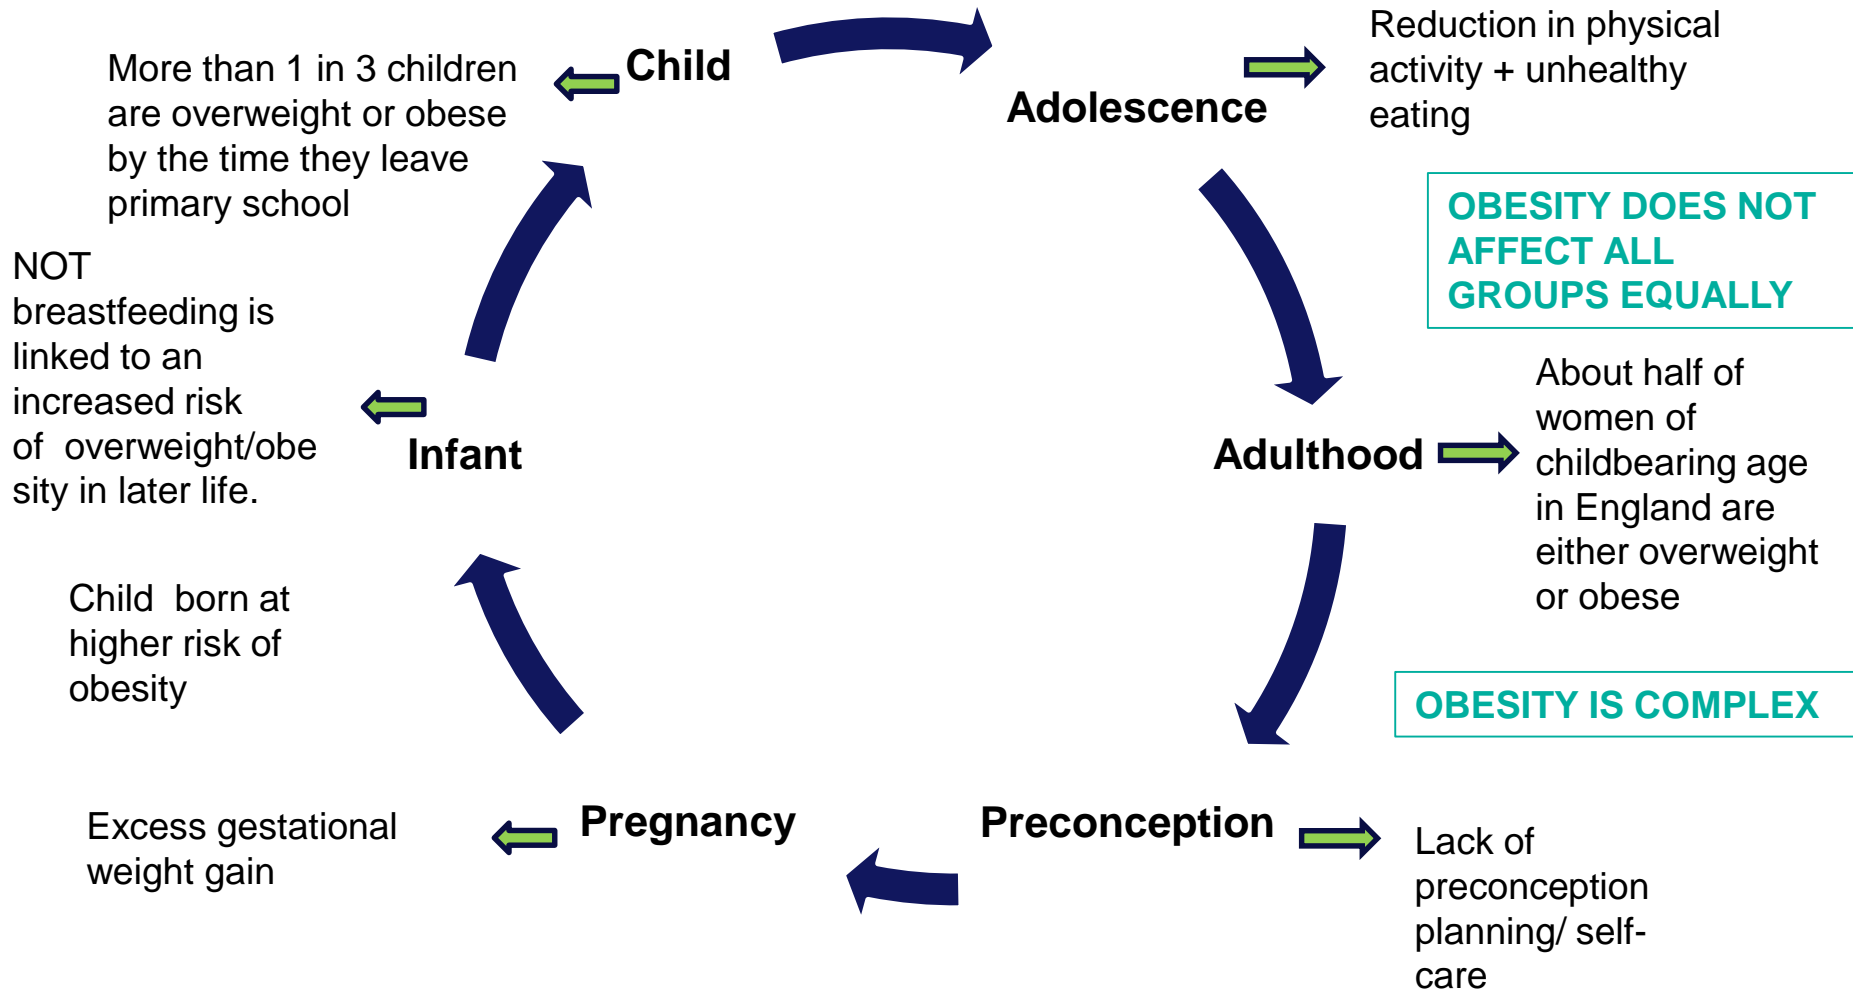 Child
More than 1 in 3 children
are overweight or obese
by the time they leave
primary school
Adolescence
Reduction in physical
activity + unhealthy
eating
OBESITY DOES NOT
AFFECT ALL
GROUPS EQUALLY
Adulthood
About half of
women of
childbearing age
in England are
either overweight
or obese
OBESITY IS COMPLEX
Preconception
Lack of
preconception
planning/ self-
care
Pregnancy
Excess gestational
weight gain
Child  born at
higher risk of
obesity
Infant
NOT
breastfeeding is
linked to an
increased risk
of  overweight/obe
sity in later life.